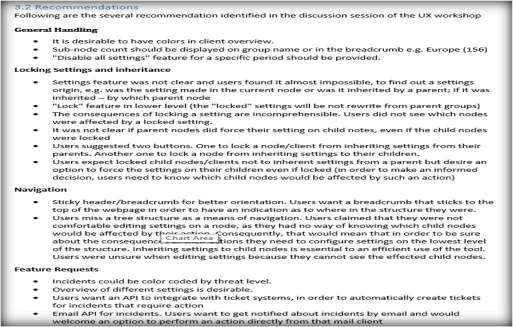 3.2 Recommendations
Following are the several recommendation identified in the discussion session of the UX workshop
General Handling
• It is desirable to have colors in client overview.
• Sub-node count should be displayed on group name or in the breadcrumb e.g. Europe (156)
• "Disable all settings" feature for a specific period should be provided.
Locking Settings and inheritance
• Settings feature was not clear and users found it almost impossible, to find out a settings
origin, e.g. was the setting made in the current node or was it inherited by a parent; if it was
inherited – by which parent node
• "Lock" feature in lower level (the "locked" settings will be not rewrite from parent groups)
• The consequences of locking a setting are incomprehensible. Users did not see which nodes
were affected by a locked setting.
• It was not clear if parent nodes did force their setting on child notes, even if the child nodes
were locked
• Users suggested two buttons. One to lock a node/client from inheriting settings from their
parents. Another one to lock a node from inheriting settings to their children.
• Users expect locked child nodes/clients not to inherent settings from a parent but desire an
option to force the settings on their children even if locked (in order to make an informed
decision, users need to know which child nodes would be affected by such an action)
Navigation
• Sticky header/breadcrumb for better orientation. Users want a breadcrumb that sticks to the
top of the webpage in order to have an indication as to where in the structure they were.
• Users miss a tree structure as a means of navigation. Users claimed that they were not
comfortable editing settings on a node, as they had no way of knowing which child nodes
would be affected by their action. Consequently, that would mean that in order to be sure
about the consequenc Chart Area tions they need to configure settings on the lowest level
of the structure. Inheriting settings to children is essential to an efficient use of the tool.
Users were unsure when editing settings because they cannot see the effected child nodes.
Feature Requests
• Incidents could be color coded by threat level.
• Overview of different settings is desirable.
• Users want an API to integrate with ticket systems, in order to automatically create tickets
for incidents that require action
• Email API for incidents. Users want to get notified about incidents by email and would
welcome an option to perform an action directly from that mail client